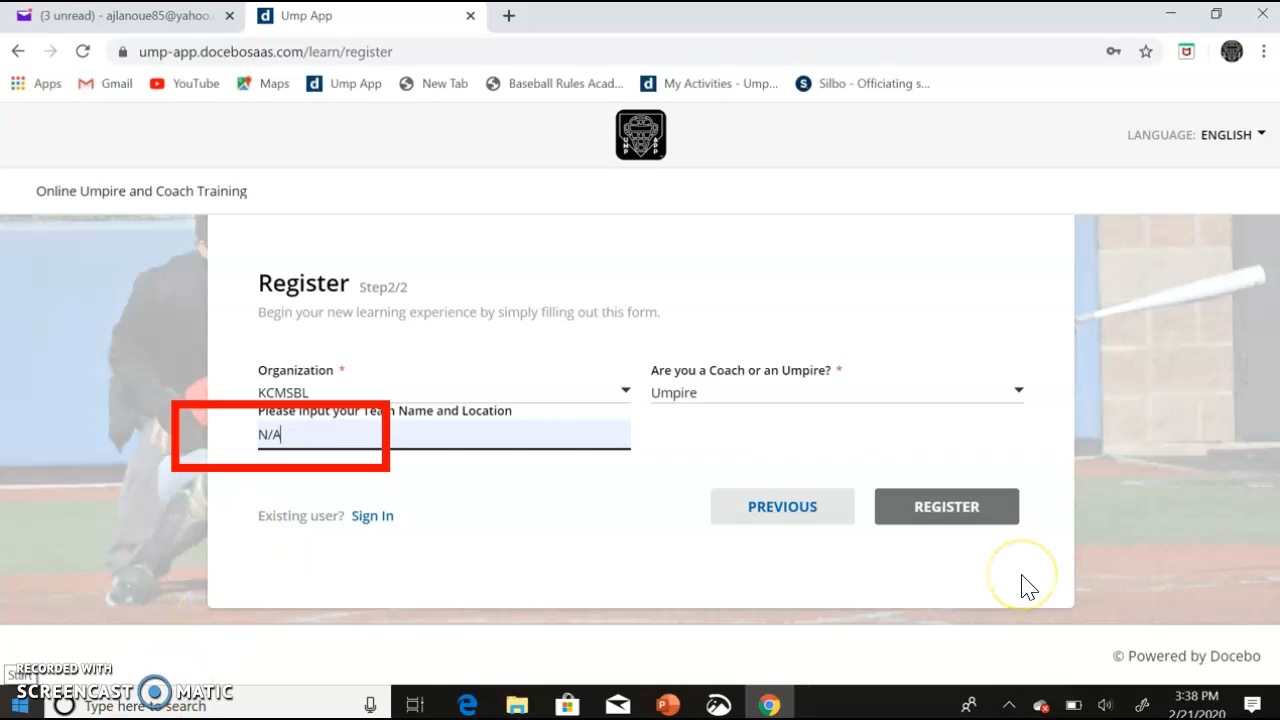 (3 unread) - ajlanoue85@yahoo.c
Ump App
ump-app.docebosaas.com/learn/register
Apps
Gmail
YouTube
Maps
Ump App
New Tab
Baseball Rules Acad...
My Activities - Ump...
Silbo - Officiating s...
UMP APP
LANGUAGE: ENGLISH
Online Umpire and Coach Training
Register Step2/2
Begin your new learning experience by simply filling out this form.
Organization *
Are you a Coach or an Umpire? *
KCMSBL
Umpire
Please input your Team Name and Location
N/A
PREVIOUS
REGISTER
Existing user? Sign In
© Powered by Docebo
Start
RECORDED WITH
SCREENCAST MATIC
Type here to search
3:38 PM
2/21/2020